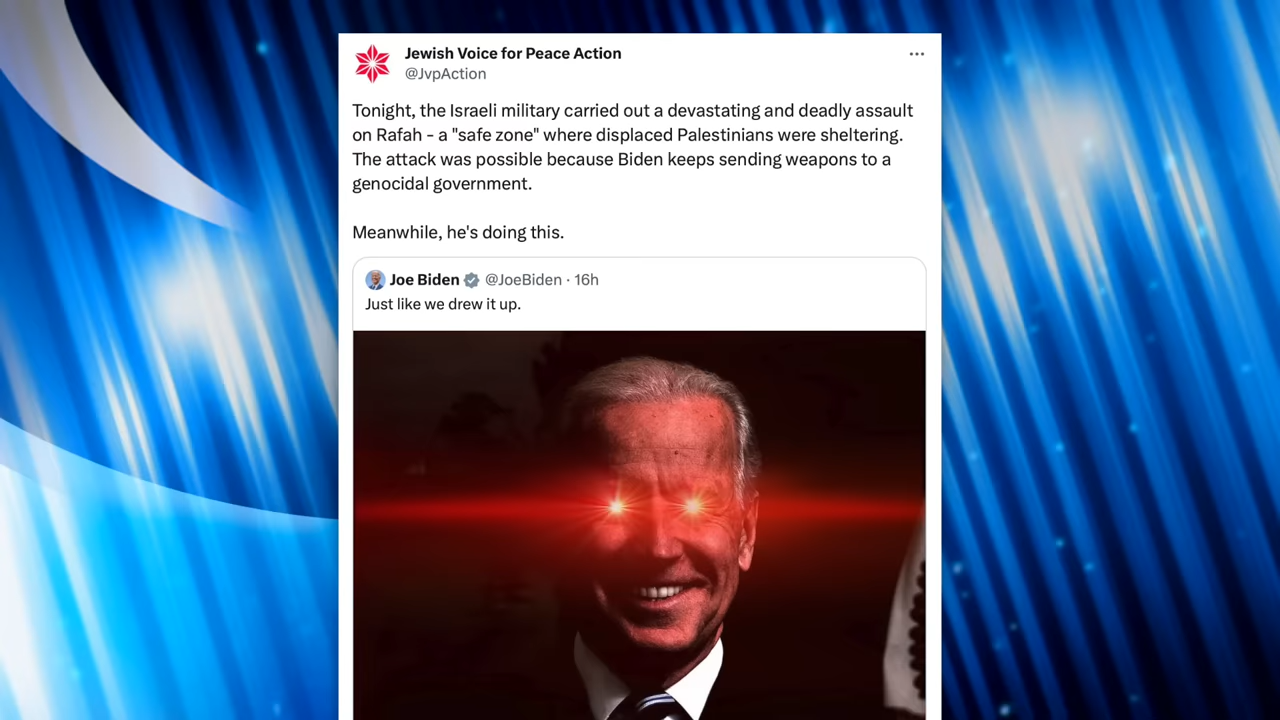 Jewish Voice for Peace Action
@JvpAction
Tonight, the Israeli military carried out a devastating and deadly assault
on Rafah - a "safe zone" where displaced Palestinians were sheltering.
The attack was possible because Biden keeps sending weapons to a
genocidal government.
Meanwhile, he's doing this.
Joe Biden @JoeBiden · 16h
Just like we drew it up.